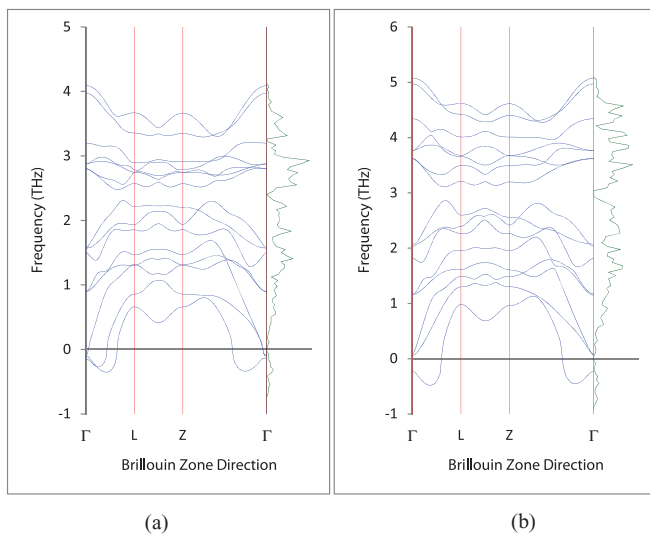 5
4
3
2
1
0
-1
Frequency (THz)
Γ
L
Z
Γ
Brillouin Zone Direction
(a)
6
5
4
3
2
1
0
-1
Frequency (THz)
Γ
L
Z
Γ
Brillouin Zone Direction
(b)